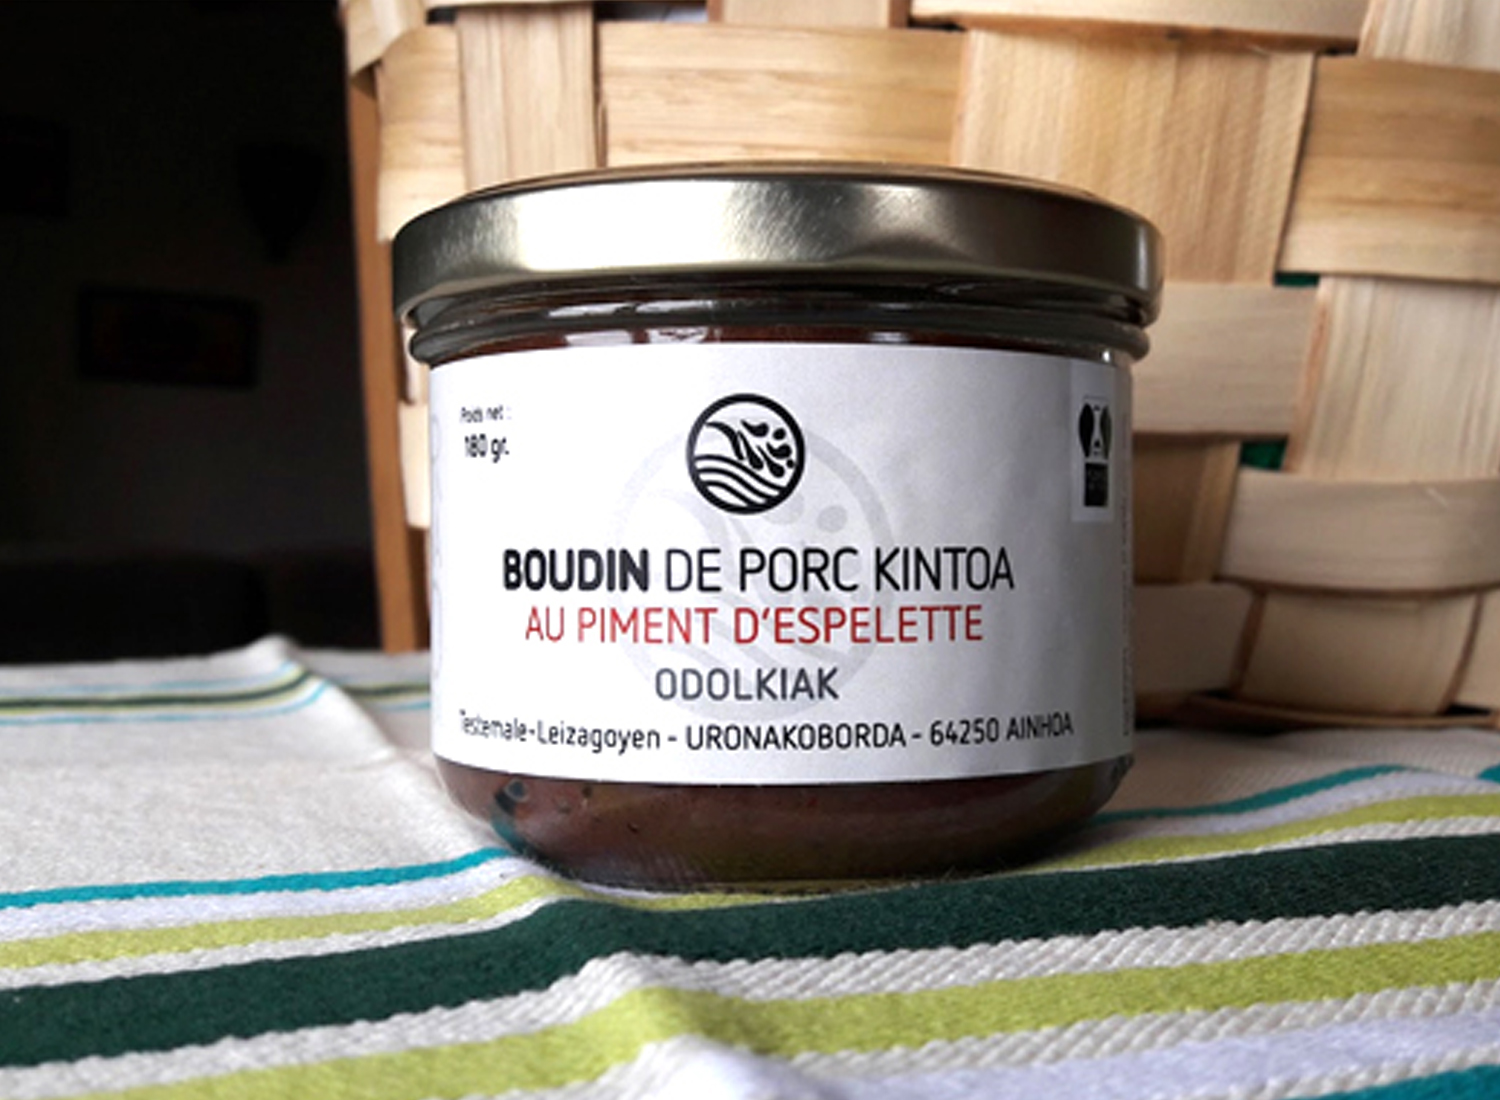 Poids net :
180 gr.
BOUDIN DE PORC KINTOA
AU PIMENT D'ESPELETTE
ODOLKIAK
Testemale-Leizagoyen - URONAKOBORDA - 64250 AINHOA